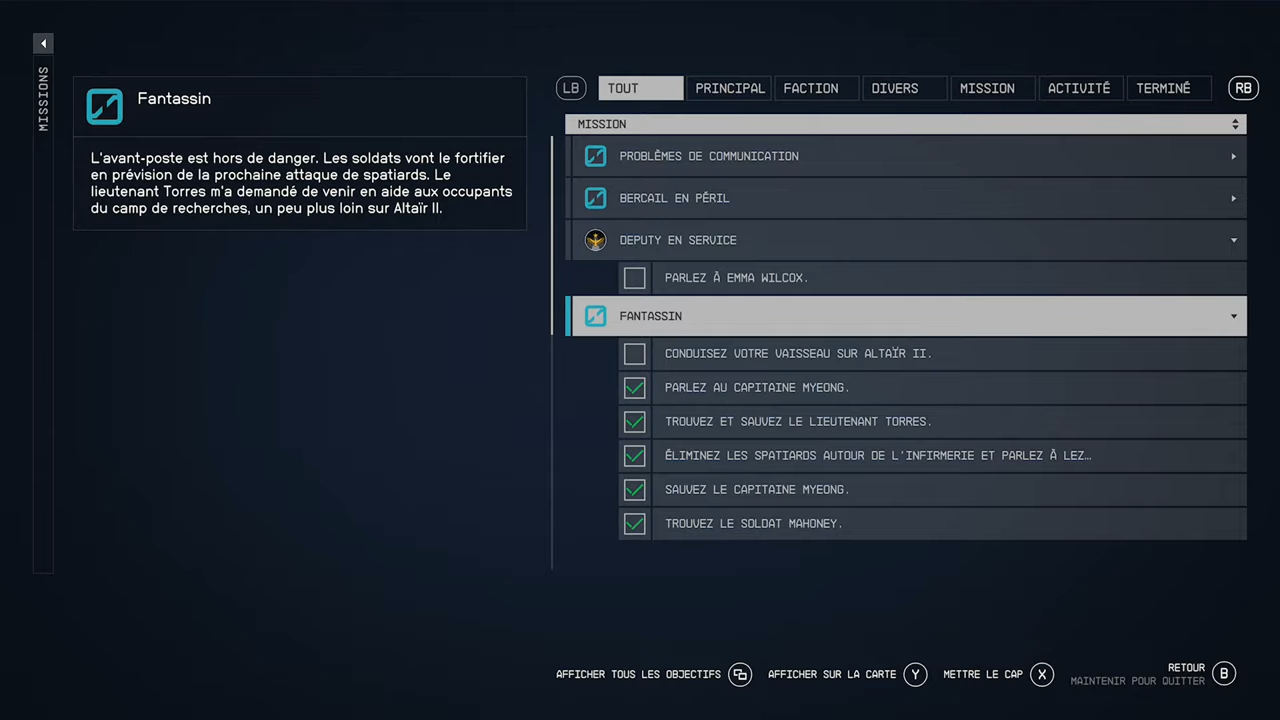 MISSIONS
Fantassin
L'avant-poste est hors de danger. Les soldats vont le fortifier
en prévision de la prochaine attaque de spatiards. Le
lieutenant Torres m'a demandé de venir en aide aux occupants
du camp de recherches, un peu plus loin sur Altaïr II.
LB TOUT PRINCIPAL FACTION DIVERS MISSION ACTIVITÉ TERMINÉ RB
MISSION
PROBLÈMES DE COMMUNICATION
BERCAIL EN PÉRIL
DEPUTY EN SERVICE
PARLEZ À EMMA WILCOX.
FANTASSIN
CONDUISEZ VOTRE VAISSEAU SUR ALTAÏR II.
PARLEZ AU CAPITAINE MYEONG.
TROUVEZ ET SAUVEZ LE LIEUTENANT TORRES.
ÉLIMINEZ LES SPATIARDS AUTOUR DE L'INFIRMERIE ET PARLEZ À LEZ…
SAUVEZ LE CAPITAINE MYEONG.
TROUVEZ LE SOLDAT MAHONEY.
AFFICHER TOUS LES OBJECTIFS AFFICHER SUR LA CARTE Y METTRE LE CAP X RETOUR B
MAINTENIR POUR QUITTER